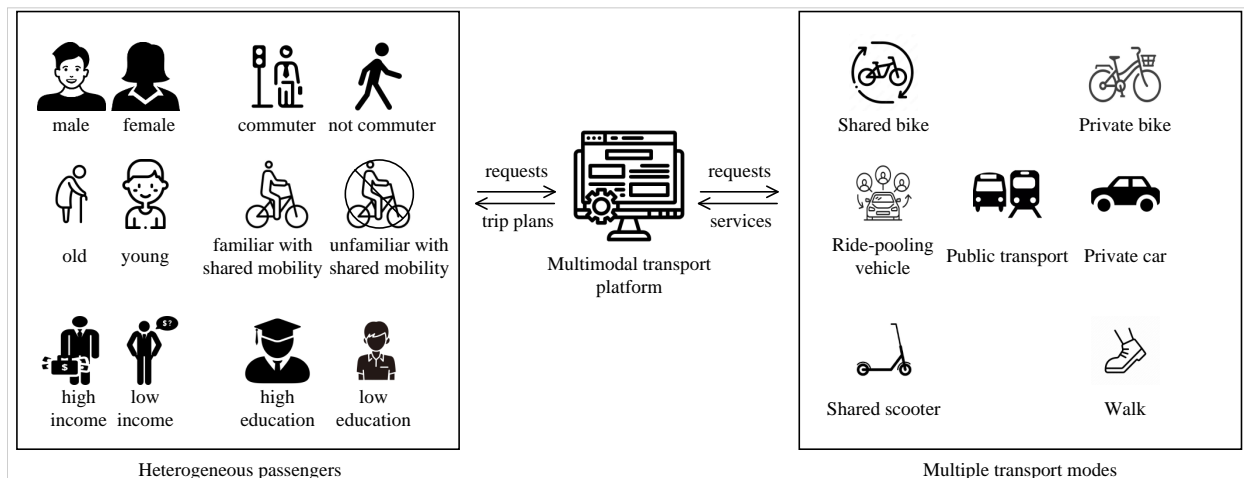 male female
commuter not commuter
old young
familiar with
shared mobility
unfamiliar with
shared mobility
$
$?
high
income
low
income
high
education
low
education
Heterogeneous passengers
requests
trip plans
Multimodal transport
platform
requests
services
Shared bike
Private bike
Ride-pooling
vehicle
Public transport
Private car
Shared scooter
Walk
Multiple transport modes